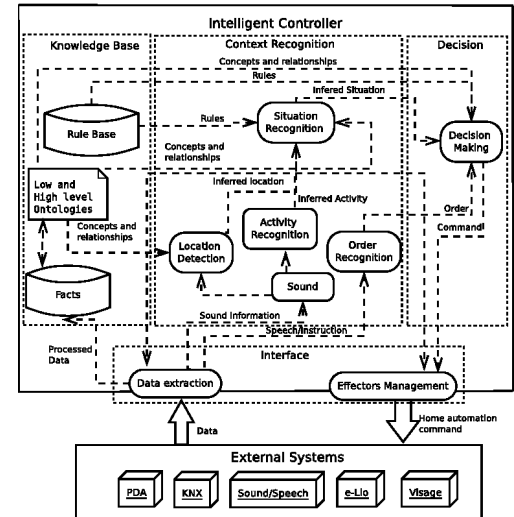 Intelligent Controller
Knowledge Base
Context Recognition
Decision
Concepts and relationships
Rules
Infered Situation
Rule Base
Rules
Situation
Recognition
Decision
Making
Concepts and
relationships
Low and
High level
Ontologies
Inferred location
Inferred Activity
Concepts and
relationships
Location
Detection
Activity
Recognition
Order
Recognition
Order
Command
Facts
Sound
Sound Information
Speech/Instruction
Processed
Data
Interface
Data extraction
Effectors Management
Data
Home automation
command
External Systems
PDA
KNX
Sound/Speech
e-Lio
Visage